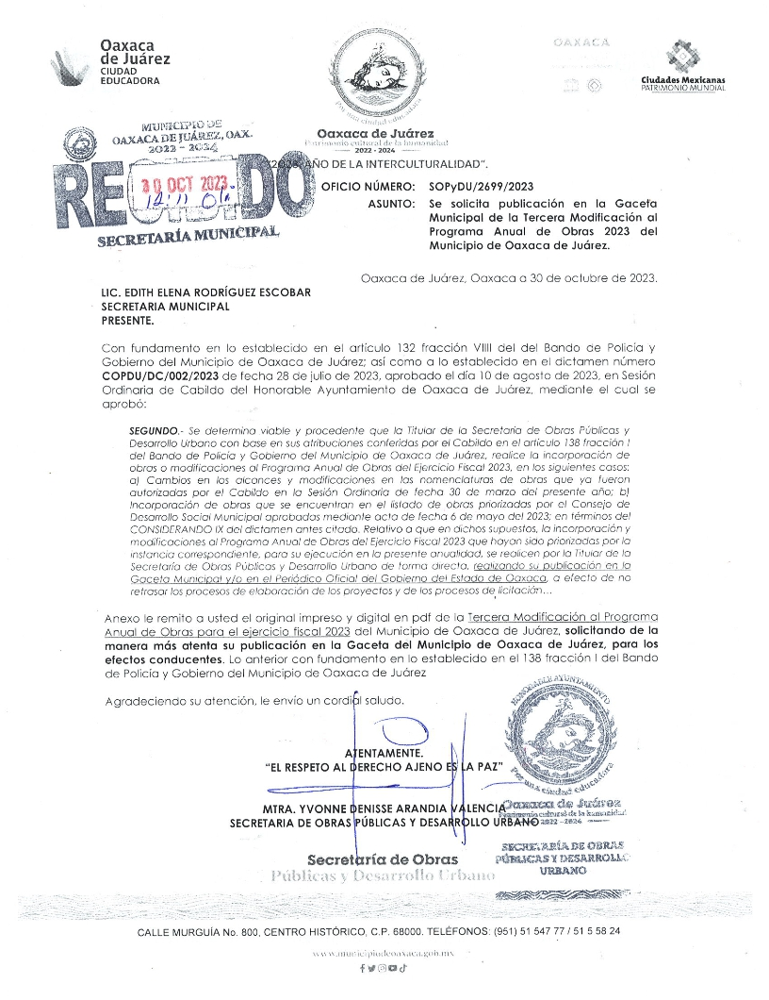 Oaxaca
de Juárez
CIUDAD
EDUCADORA
Por una ciudad educadora
Oaxaca de Juárez
Patrimonio cultural de la humanidad
2022 - 2024
OAXACA
Ciudades Mexicanas
PATRIMONIO MUNDIAL
MUNICIPIO DE
OAXACA DE JUÁREZ, OAX.
2022 - 2024
30 OCT 2023
SECRETARÍA MUNICIPAL
AÑO DE LA INTERCULTURALIDAD".
OFICIO NÚMERO: SOPyDU/2699/2023
ASUNTO: Se solicita publicación en la Gaceta
Municipal de la Tercera Modificación al
Programa Anual de Obras 2023 del
Municipio de Oaxaca de Juárez.
Oaxaca de Juárez, Oaxaca a 30 de octubre de 2023.
LIC. EDITH ELENA RODRÍGUEZ ESCOBAR
SECRETARIA MUNICIPAL
PRESENTE.
Con fundamento en lo establecido en el artículo 132 fracción VIIII del del Bando de Policía y
Gobierno del Municipio de Oaxaca de Juárez; así como a lo establecido en el dictamen número
COPDU/DC/002/2023 de fecha 28 de julio de 2023, aprobado el día 10 de agosto de 2023, en Sesión
Ordinaria de Cabildo del Honorable Ayuntamiento de Oaxaca de Juárez, mediante el cual se
aprobó:
SEGUNDO.- Se determina viable y procedente que la Titular de la Secretaría de Obras Públicas y
Desarrollo Urbano con base en sus atribuciones conferidas por el Cabildo en el artículo 138 fracción I
del Bando de Policía y Gobierno del Municipio de Oaxaca de Juárez, realice la incorporación de
obras o modificaciones al Programa Anual de Obras del Ejercicio Fiscal 2023, en los siguientes casos:
a) Cambios en los alcances y modificaciones en las nomenclaturas de obras que ya fueron
autorizadas por el Cabildo en la Sesión Ordinaria de fecha 30 de marzo del presente año; b)
Incorporación de obras que se encuentran en el listado de obras priorizadas por el Consejo de
Desarrollo Social Municipal aprobadas mediante acta de fecha 6 de mayo del 2023; en términos del
CONSIDERANDO IX del dictamen antes citado. Relativo a que en dichos supuestos, la incorporación y
modificaciones al Programa Anual de Obras del Ejercicio Fiscal 2023 que hayan sido priorizadas por la
instancia correspondiente, para su ejecución en la presente anualidad, se realicen por la Titular de la
Secretaría de Obras Públicas y Desarrollo Urbano de forma directa, realizando su publicación en la
Gaceta Municipal y/o en el Periódico Oficial del Gobierno del Estado de Oaxaca, a efecto de no
retrasar los procesos de elaboración de los proyectos y de los procesos de licitación...
Anexo le remito a usted el original impreso y digital en pdf de la Tercera Modificación al Programa
Anual de Obras para el ejercicio fiscal 2023 del Municipio de Oaxaca de Juárez, solicitando de la
manera más atenta su publicación en la Gaceta del Municipio de Oaxaca de Juárez, para los
efectos conducentes. Lo anterior con fundamento en lo establecido en el 138 fracción I del Bando
de Policía y Gobierno del Municipio de Oaxaca de Juárez
Agradeciendo su atención, le envío un cordial saludo.
ATENTAMENTE.
"EL RESPETO AL DERECHO AJENO ES LA PAZ"
MTRA. YVONNE DENISSE ARANDIA VALENCIA
SECRETARIA DE OBRAS PÚBLICAS Y DESARROLLO URBANO
HONORABLE AYUNTAMIENTO
Por una ciudad educadora
Oaxaca de Juárez
Patrimonio cultural de la humanidad
2022 - 2024
SECRETARÍA DE OBRAS
PÚBLICAS Y DESARROLLO
URBANO
Secretaría de Obras
Públicas y Desarrollo Urbano
CALLE MURGUÍA No. 800, CENTRO HISTÓRICO, C.P. 68000. TELÉFONOS: (951) 51 547 77 / 51 5 58 24
www.municipiodeoaxaca.gob.mx